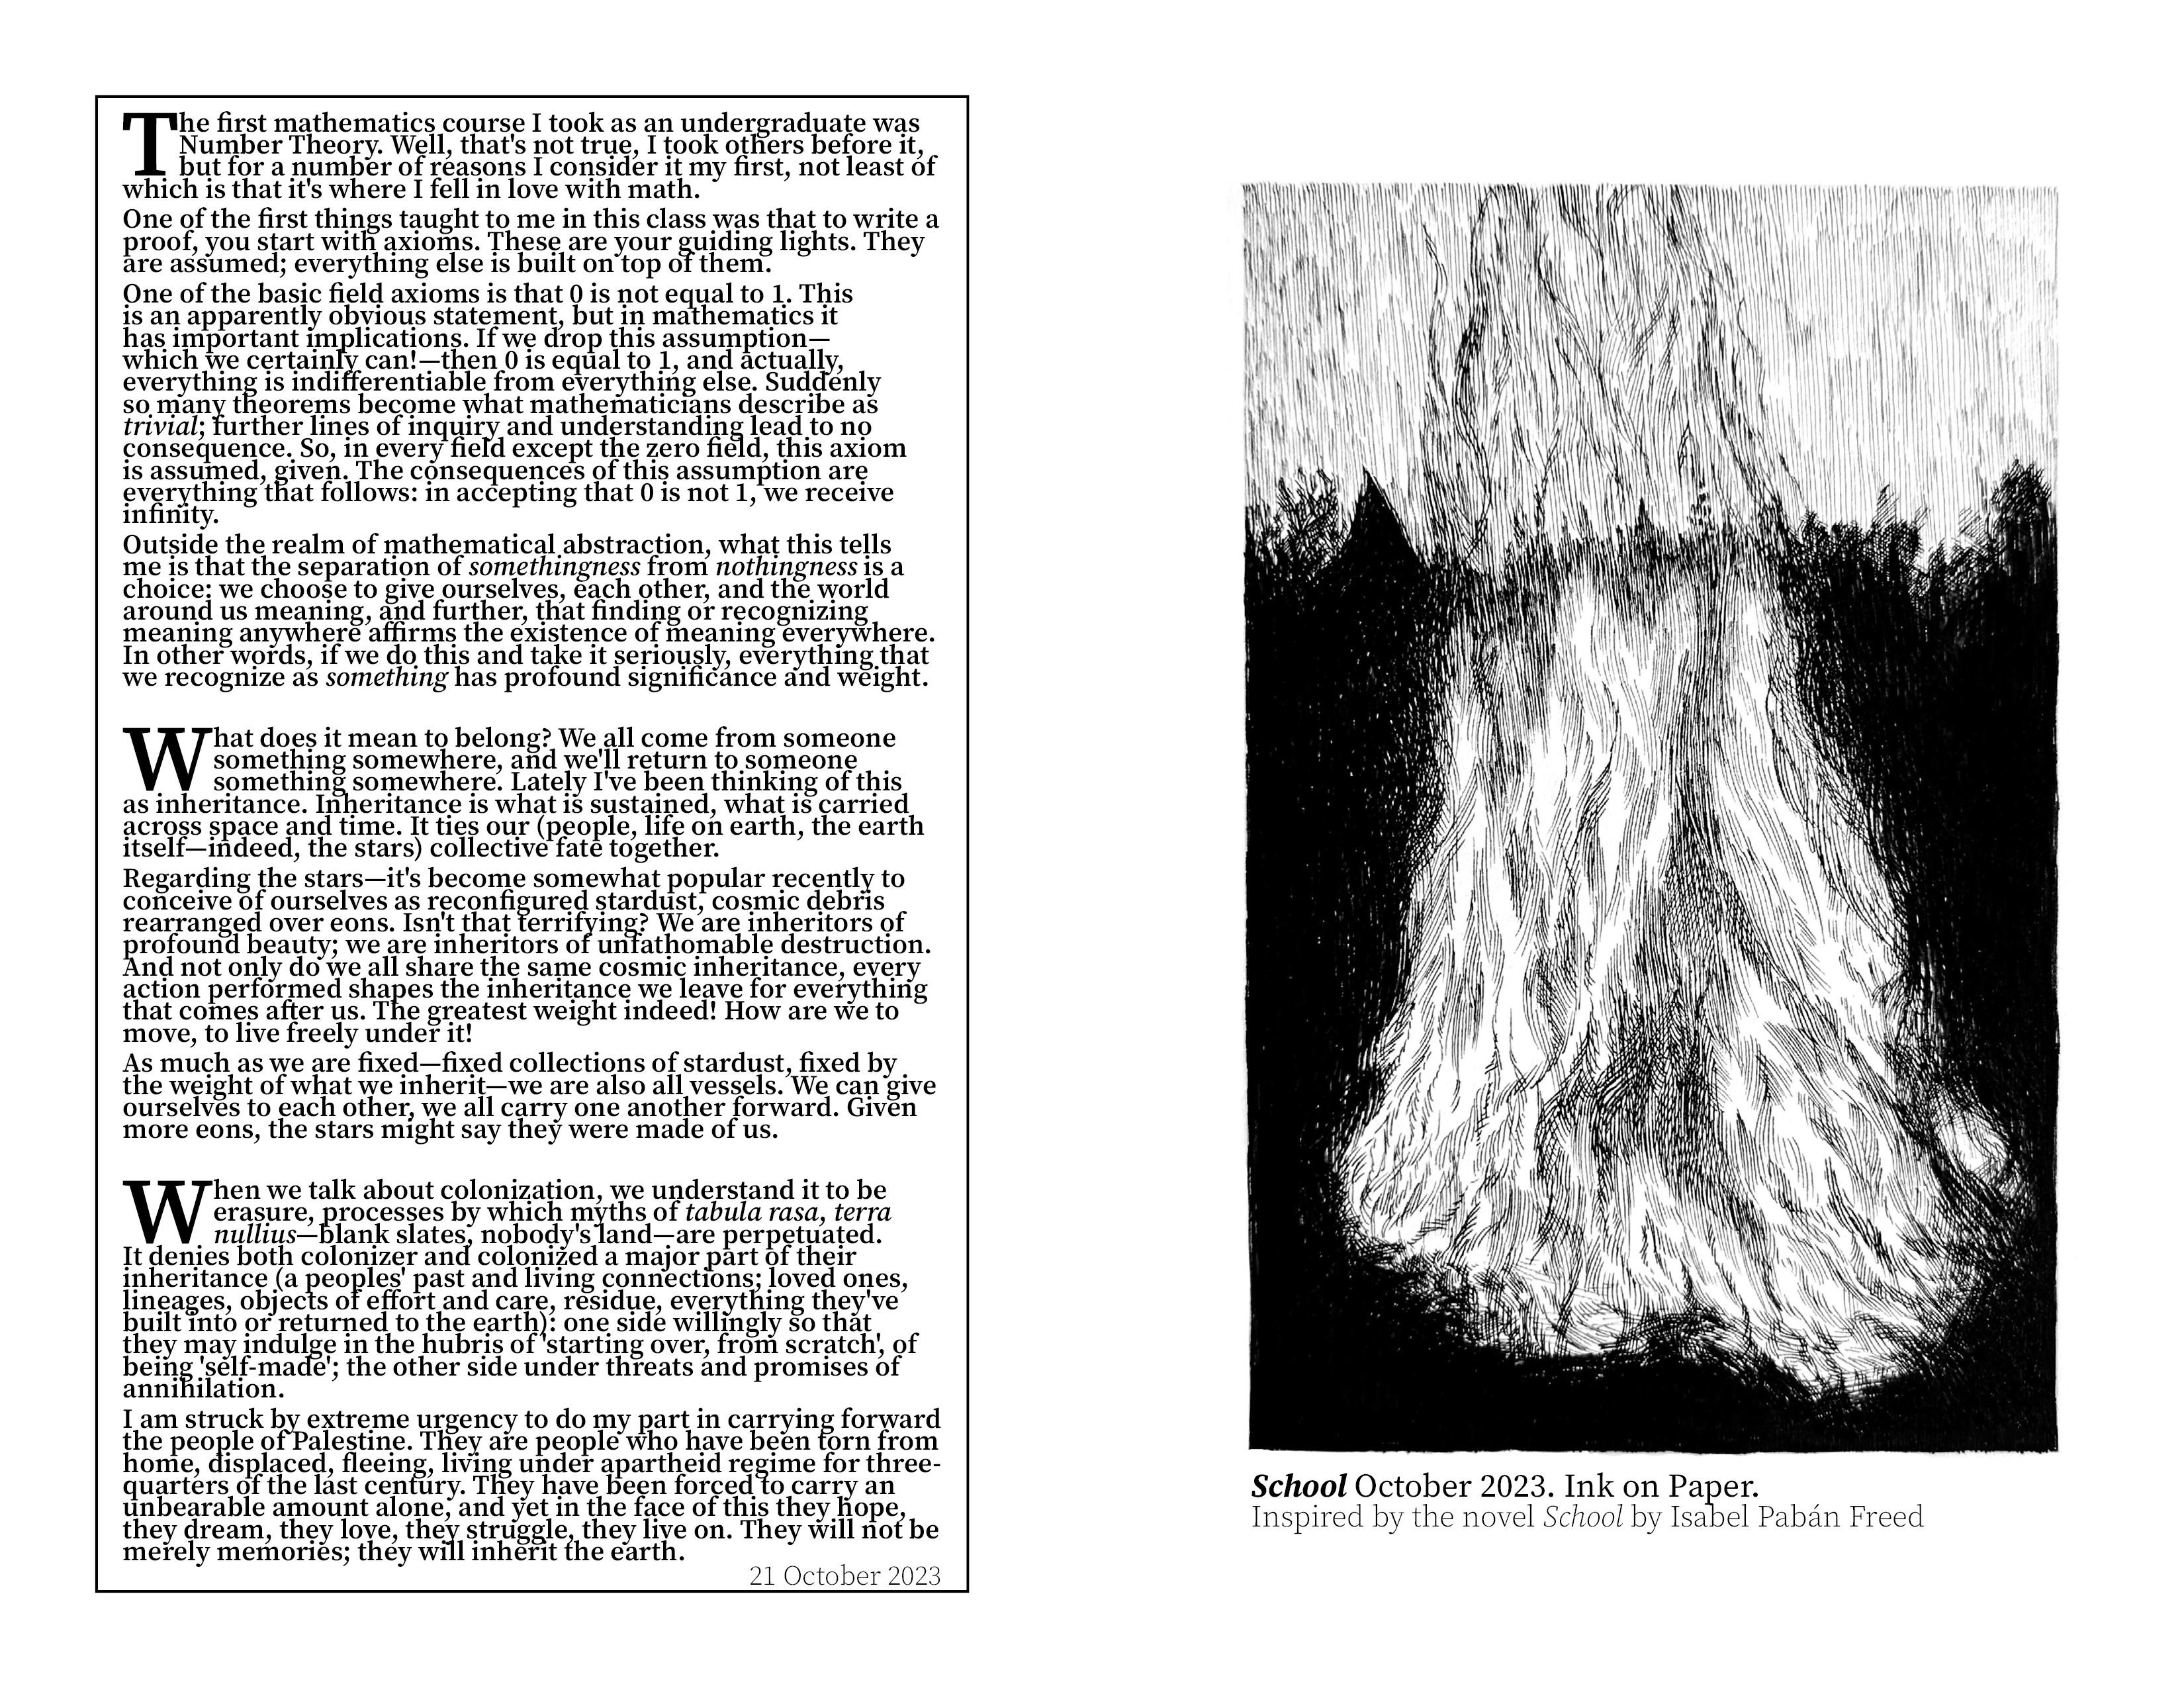 The first mathematics course I took as an undergraduate was
Number Theory. Well, that's not true, I took others before it,
but for a number of reasons I consider it my first, not least of
which is that it's where I fell in love with math.
One of the first things taught to me in this class was that to write a
proof, you start with axioms. These are your guiding lights. They
are assumed; everything else is built on top of them.
One of the basic field axioms is that 0 is not equal to 1. This
is an apparently obvious statement, but in mathematics it
has important implications. If we drop this assumption—
which we certainly can!—then 0 is equal to 1, and actually,
everything is indifferentiable from everything else. Suddenly
so many theorems become what mathematicians describe as
trivial; further lines of inquiry and understanding lead to no
consequence. So, in every field except the zero field, this axiom
is assumed, given. The consequences of this assumption are
everything that follows: in accepting that 0 is not 1, we receive
infinity.
Outside the realm of mathematical abstraction, what this tells
me is that the separation of somethingness from nothingness is a
choice: we choose to give ourselves, each other, and the world
around us meaning, and further, that finding or recognizing
meaning anywhere affirms the existence of meaning everywhere.
In other words, if we do this and take it seriously, everything that
we recognize as something has profound significance and weight.
What does it mean to belong? We all come from someone
something somewhere, and we'll return to someone
something somewhere. Lately I've been thinking of this
as inheritance. Inheritance is what is sustained, what is carried
across space and time. It ties our (people, life on earth, the earth
itself—indeed, the stars) collective fate together.
Regarding the stars—it's become somewhat popular recently to
conceive of ourselves as reconfigured stardust, cosmic debris
rearranged over eons. Isn't that terrifying? We are inheritors of
profound beauty; we are inheritors of unfathomable destruction.
And not only do we all share the same cosmic inheritance, every
action performed shapes the inheritance we leave for everything
that comes after us. The greatest weight indeed! How are we to
move, to live freely under it!
As much as we are fixed—fixed collections of stardust, fixed by
the weight of what we inherit—we are also all vessels. We can give
ourselves to each other, we all carry one another forward. Given
more eons, the stars might say they were made of us.
When we talk about colonization, we understand it to be
erasure, processes by which myths of tabula rasa, terra
nullius—blank slates, nobody's land—are perpetuated.
It denies both colonizer and colonized a major part of their
inheritance (a peoples' past and living connections; loved ones,
lineages, objects of effort and care, residue, everything they've
built into or returned to the earth): one side willingly so that
they may indulge in the hubris of 'starting over, from scratch', of
being 'self-made'; the other side under threats and promises of
annihilation.
I am struck by extreme urgency to do my part in carrying forward
the people of Palestine. They are people who have been torn from
home, displaced, fleeing, living under apartheid regime for three-
quarters of the last century. They have been forced to carry an
unbearable amount alone, and yet in the face of this they hope,
they dream, they love, they struggle, they live on. They will not be
merely memories; they will inherit the earth.
21 October 2023
School October 2023. Ink on Paper.
Inspired by the novel School by Isabel Pabán Freed